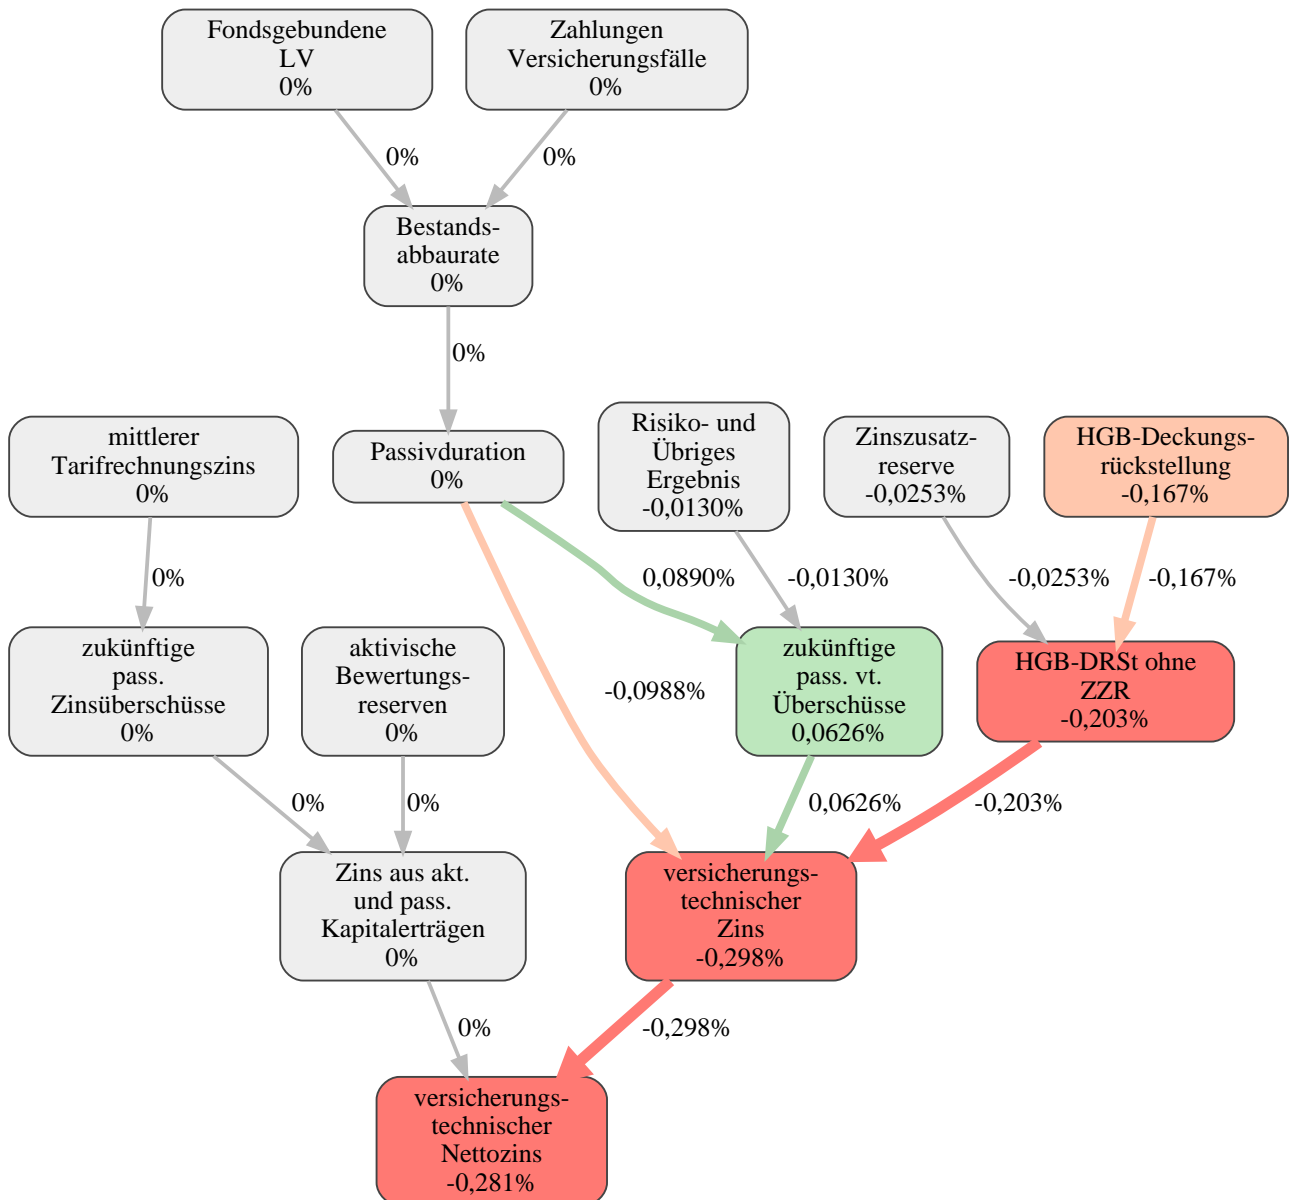 Fondsgebundene
LV
0%
Zahlungen
Versicherungsfälle
0%
0%
0%
Bestands-
abbaurate
0%
0%
mittlerer
Tarifrechnungszins
0%
Passivduration
0%
Risiko- und
Übriges
Ergebnis
-0,0130%
Zinszusatz-
reserve
-0,0253%
HGB-Deckungs-
rückstellung
-0,167%
0%
0,0890%
-0,0130%
-0,0253%
-0,167%
zukünftige
pass.
Zinsüberschüsse
0%
aktivische
Bewertungs-
reserven
0%
-0,0988%
zukünftige
pass. vt.
Überschüsse
0,0626%
HGB-DRSt ohne
ZZR
-0,203%
0%
0%
0,0626%
-0,203%
Zins aus akt.
und pass.
Kapitalerträgen
0%
versicherungs-
technischer
Zins
-0,298%
0%
-0,298%
versicherungs-
technischer
Nettozins
-0,281%